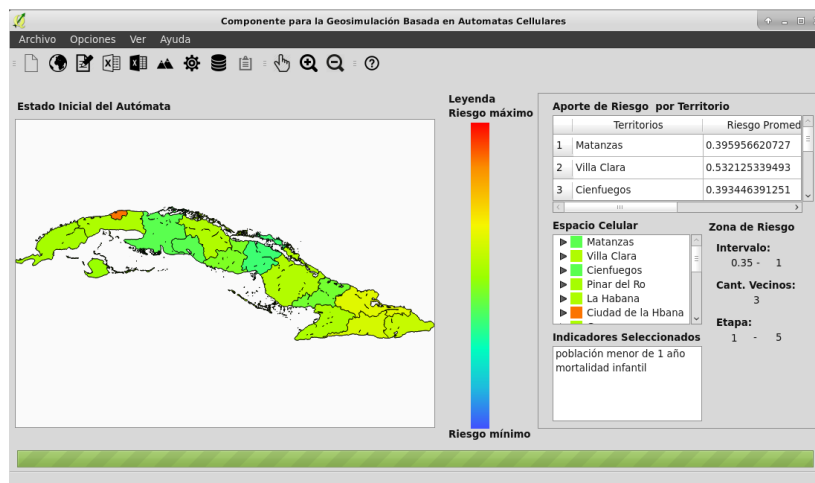 Componente para la Geosimulación Basada en Automatas Cellulares
Archivo Opciones Ver Ayuda
Estado Inicial del Autómata
Leyenda
Riesgo máximo
Riesgo mínimo
Aporte de Riesgo por Territorio
Territorios Riesgo Promed
1 Matanzas 0.395956620727
2 Villa Clara 0.532125339493
3 Cienfuegos 0.393446391251
Espacio Celular
Matanzas
Villa Clara
Cienfuegos
Pinar del Ro
La Habana
Ciudad de la Hbana
Zona de Riesgo
Intervalo:
0.35 - 1
Cant. Vecinos:
3
Etapa:
1 - 5
Indicadores Seleccionados
población menor de 1 año
mortalidad infantil